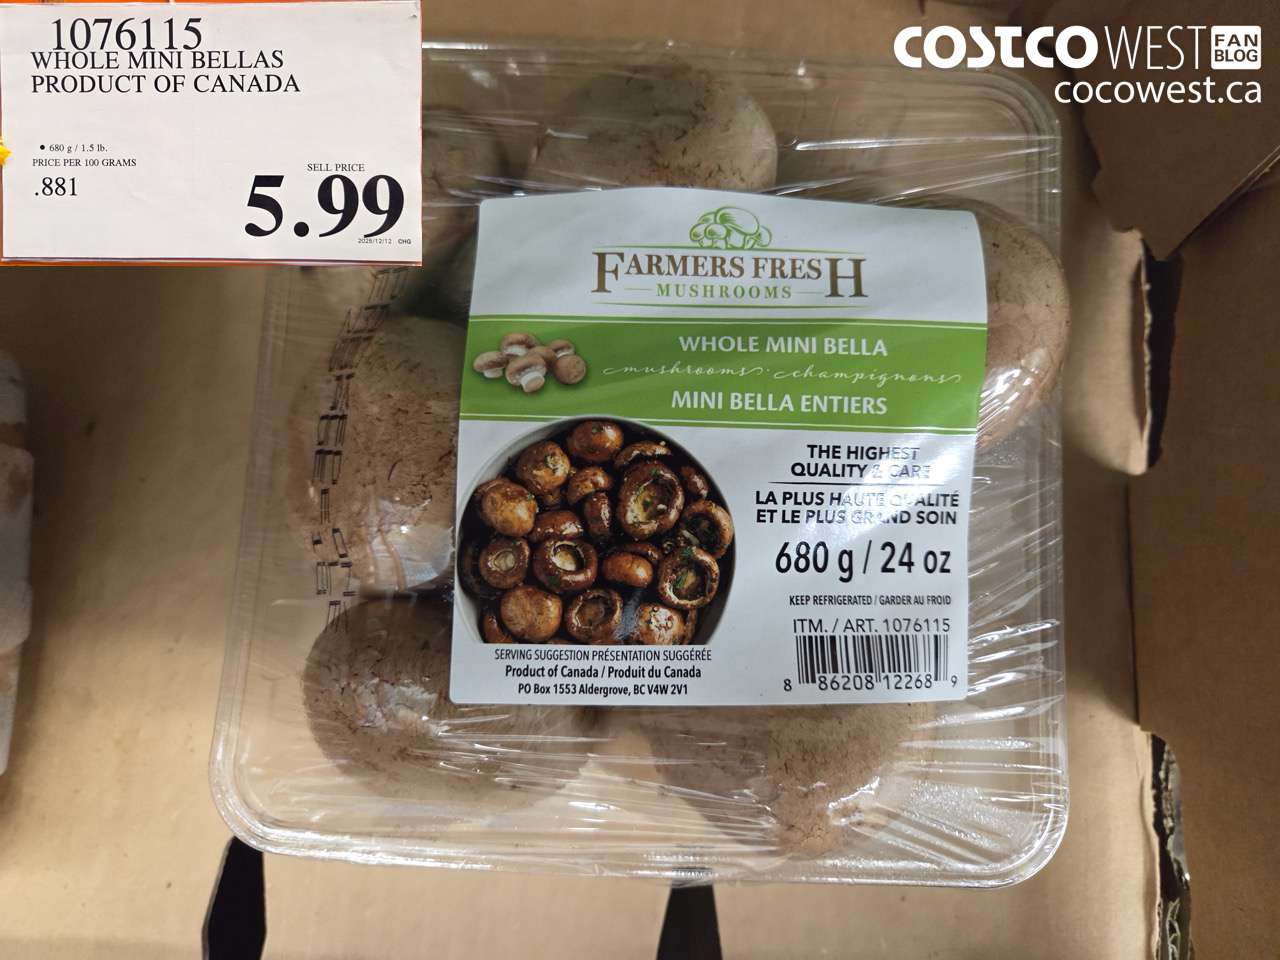 1076115
WHOLE MINI BELLAS
PRODUCT OF CANADA
• 680 g / 1.5 lb.
PRICE PER 100 GRAMS
.881
SELL PRICE
5.99
2025/12/12 CHG
COSTCO WEST FAN BLOG
cocowest.ca
FARMERS FRESH
MUSHROOMS
WHOLE MINI BELLA
mushrooms · champignons
MINI BELLA ENTIERS
THE HIGHEST
QUALITY & CARE
LA PLUS HAUTE QUALITÉ
ET LE PLUS GRAND SOIN
680 g / 24 oz
KEEP REFRIGERATED / GARDER AU FROID
ITM. / ART. 1076115
8 86208 12268 9
SERVING SUGGESTION PRÉSENTATION SUGGÉRÉE
Product of Canada / Produit du Canada
PO Box 1553 Aldergrove, BC V4W 2V1